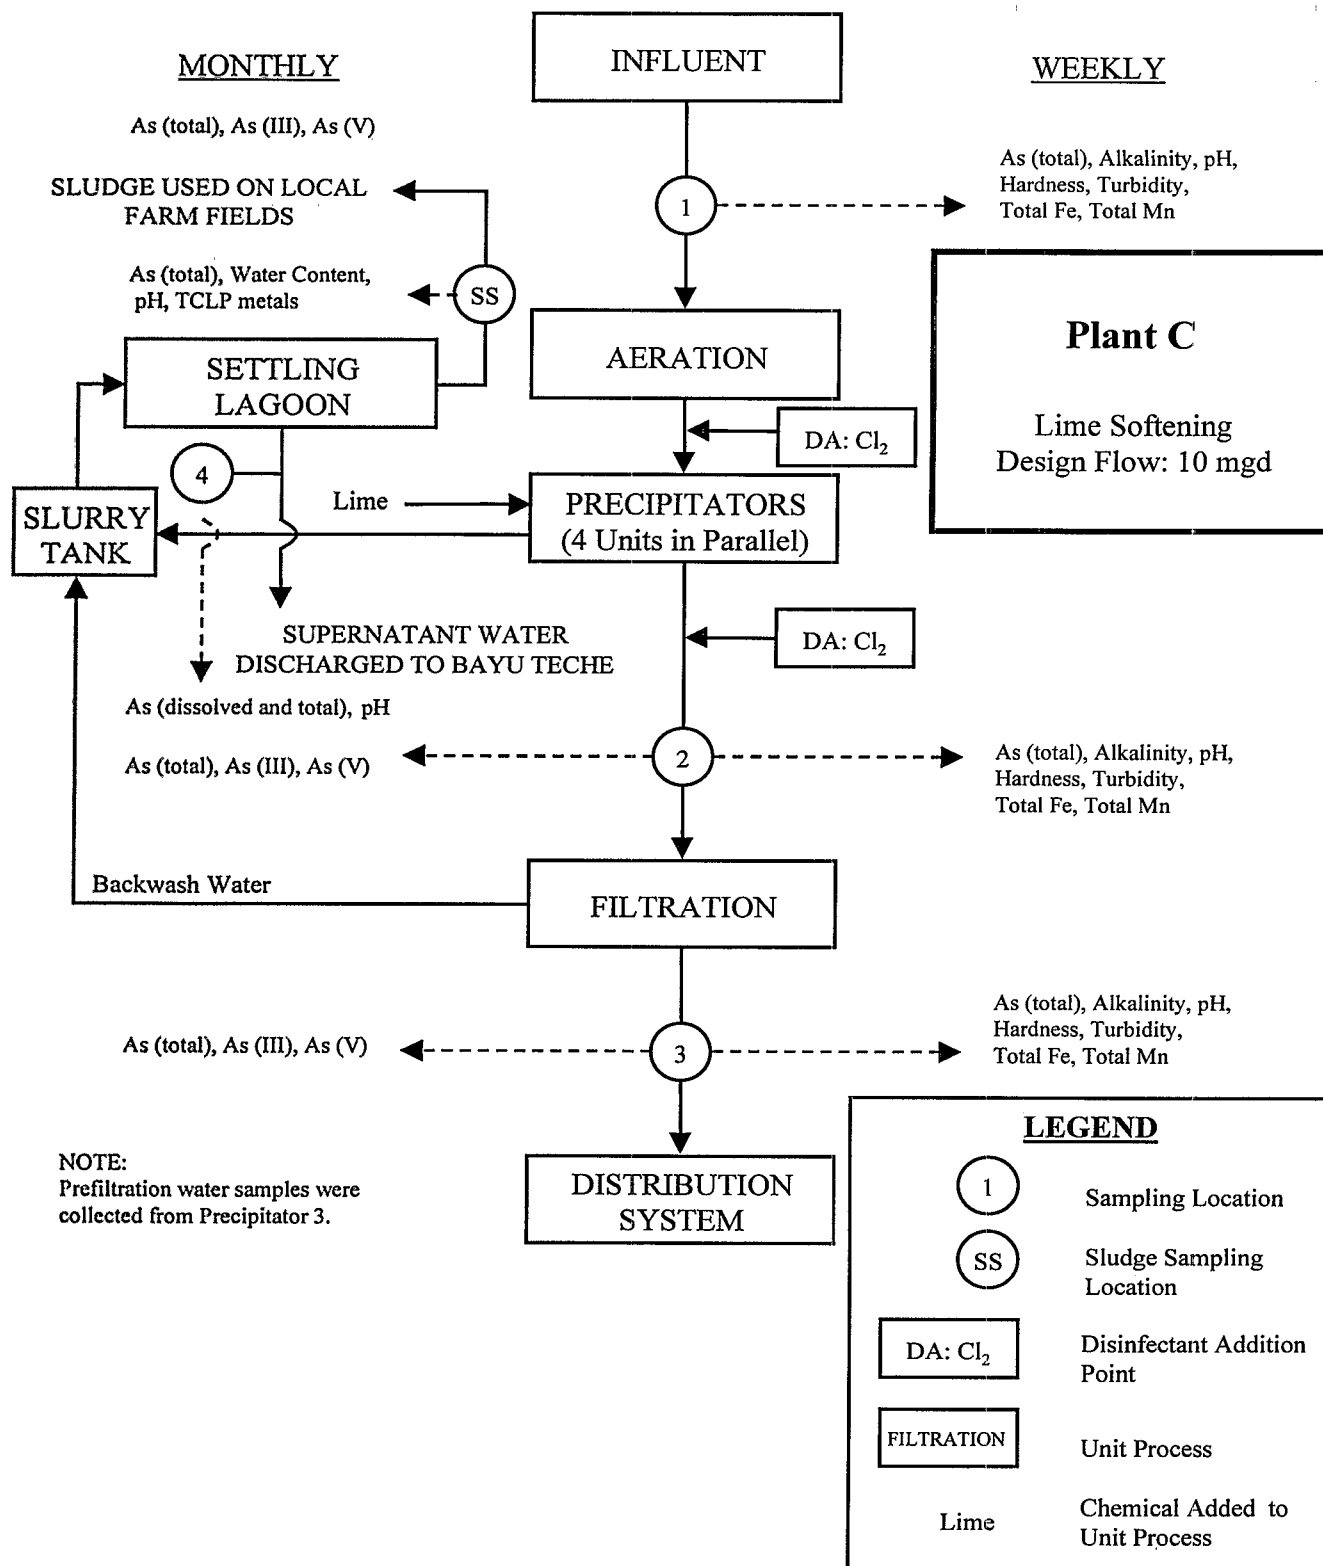 MONTHLY
INFLUENT
WEEKLY
As (total), As (III), As (V)
As (total), Alkalinity, pH,
Hardness, Turbidity,
Total Fe, Total Mn
SLUDGE USED ON LOCAL
FARM FIELDS
1
As (total), Water Content,
pH, TCLP metals
SS
Plant C
Lime Softening
Design Flow: 10 mgd
AERATION
SETTLING
LAGOON
DA: Cl2
4
Lime
PRECIPITATORS
(4 Units in Parallel)
SLURRY
TANK
DA: Cl2
SUPERNATANT WATER
DISCHARGED TO BAYU TECHE
As (dissolved and total), pH
As (total), As (III), As (V)
2
As (total), Alkalinity, pH,
Hardness, Turbidity,
Total Fe, Total Mn
Backwash Water
FILTRATION
As (total), As (III), As (V)
3
As (total), Alkalinity, pH,
Hardness, Turbidity,
Total Fe, Total Mn
NOTE:
Prefiltration water samples were
collected from Precipitator 3.
DISTRIBUTION
SYSTEM
LEGEND
1
Sampling Location
SS
Sludge Sampling
Location
DA: Cl2
Disinfectant Addition
Point
FILTRATION
Unit Process
Lime
Chemical Added to
Unit Process